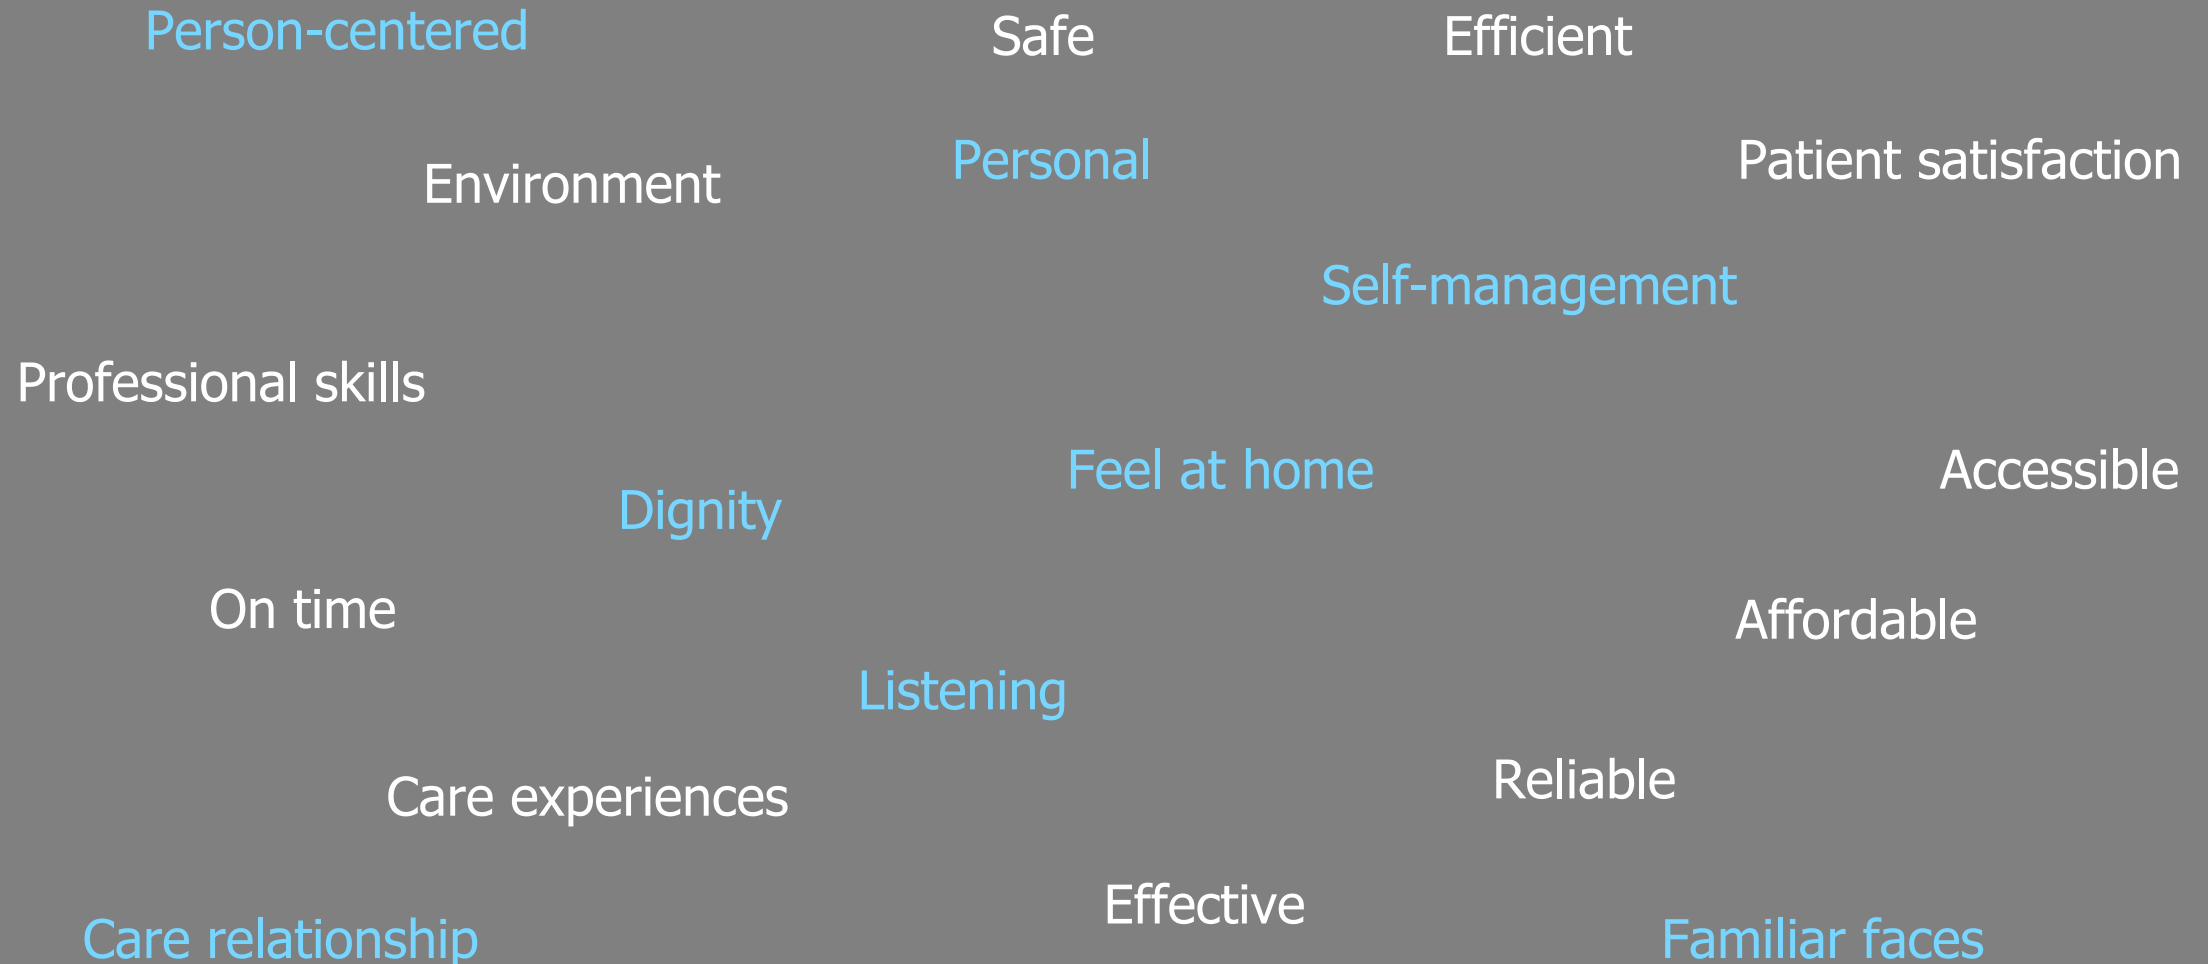 Person-centered
Safe
Efficient
Environment
Personal
Patient satisfaction
Self-management
Professional skills
Feel at home
Accessible
Dignity
On time
Affordable
Listening
Care experiences
Reliable
Effective
Care relationship
Familiar faces